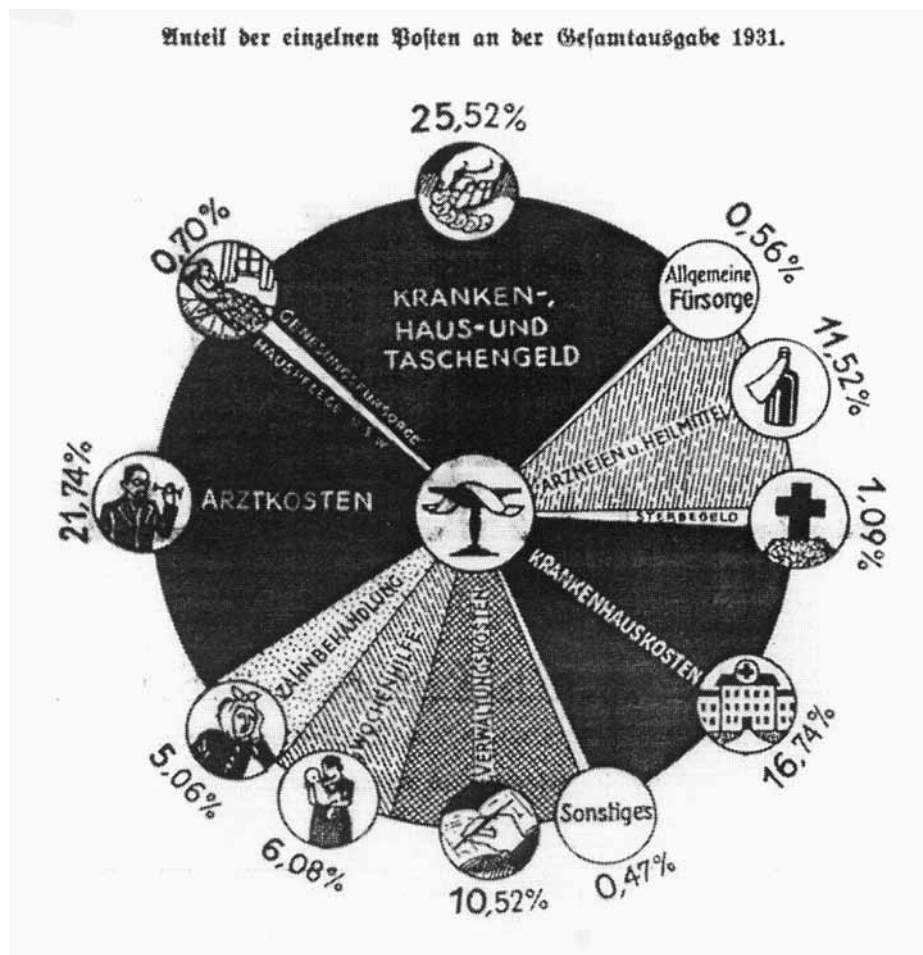 Anteil der einzelnen Posten an der Gesamtausgabe 1931.
25,52%
KRANKEN-,
HAUS-UND
TASCHENGELD
0,56%
Allgemeine
Fürsorge
11,52%
ARZNEIEN U. HEILMITTEL
1,09%
STERBEGELD
KRANKENHAUSKOSTEN
16,74%
Sonstiges
0,47%
VERWALTUNGSKOSTEN
10,52%
WOCHENHILFE
6,08%
ZAHNBEHANDLUNG
5,06%
ARZTKOSTEN
21,74%
0,70%
GENESUNGSFÜRSORGE
HAUSPFLEGE U.S.W